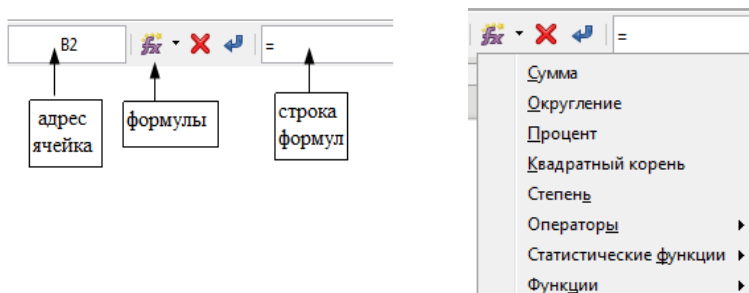 B2
=
адрес
ячейка
формулы
строка
формул
=
Сумма
Округление
Процент
Квадратный корень
Степень
Операторы
Статистические функции
Функции